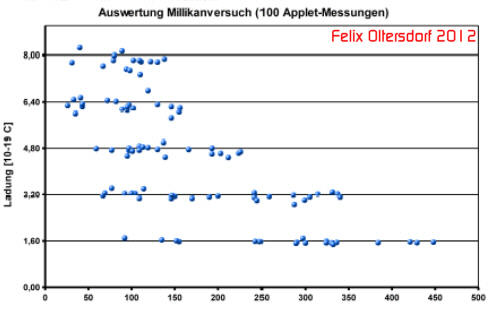 Auswertung Millikanversuch (100 Applet-Messungen)
Felix Oltersdorf 2012
Ladung [10-19 C]
8,00
6,40
4,80
3,20
1,60
0,00
0 50 100 150 200 250 300 350 400 450 500